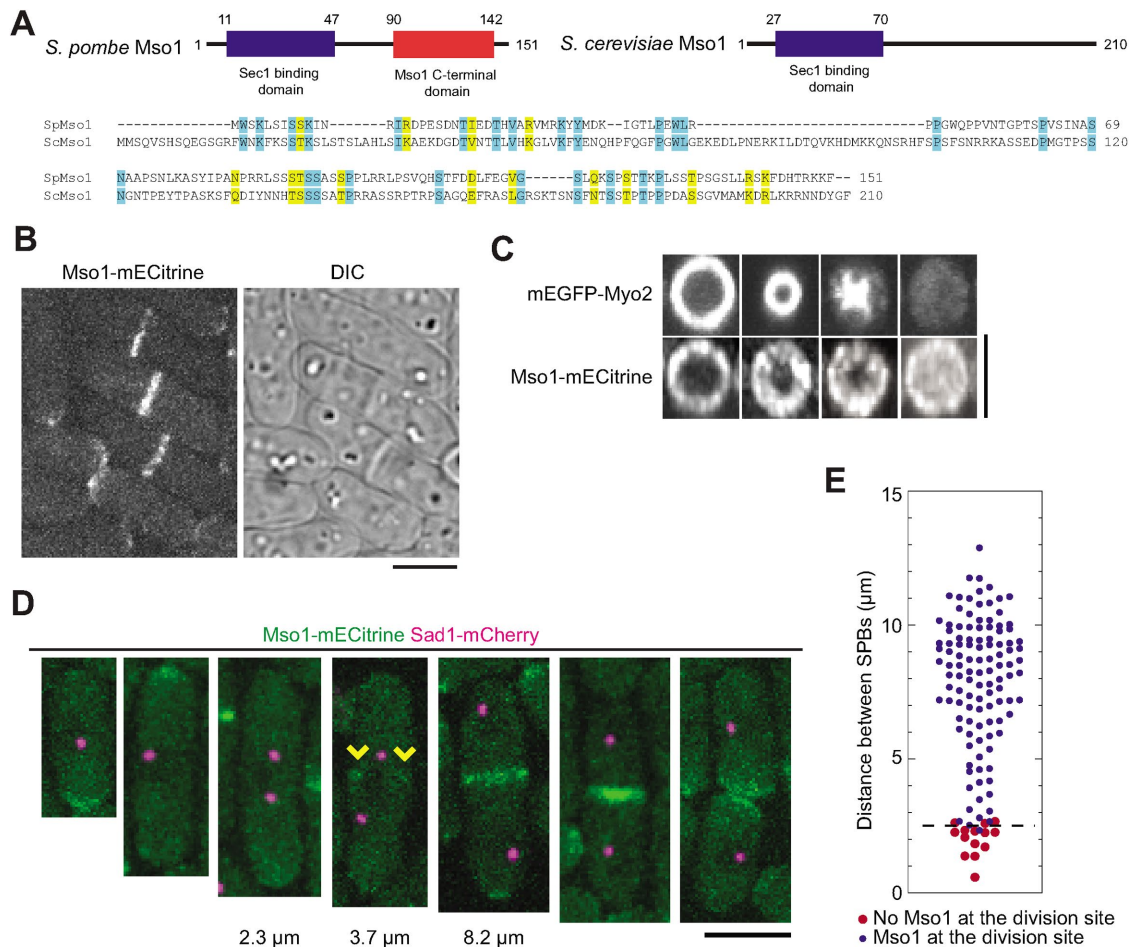 A
11 47 90 142
S. pombe Mso1 1 151
Sec1 binding domain
Mso1 C-terminal domain
27 70
S. cerevisiae Mso1 1 210
Sec1 binding domain
SpMso1 --------------MWSKLSISSKIN-------RIRDPESDNTIEDTHVARVMRKYYMDK--IGTLPEWLR-----------------------PPGWQPPVNTGPTSPVSINAS 69
ScMso1 MMSQVSHSQEGSGRFWNKFKSSTKSLSTSLAHLSIKAEKDGDTVNTTLVHKGLVKFYENQHPFQGFPGWLGEKEDLPNERKILDTQVKHDMKKQNSRHFSPSFSNRRKASSEDPMGTPSS 120
SpMso1 NAAPSNLKASYIPANPRRLSSSTSSASSPPLRRLPSVQHSTFDDLFEGVG------SLQKSPSTTKPLSSTPSGSLLRSKFDHTRKKF-- 151
ScMso1 NGNTPEYTPASKSFQDIYNNHTSSSSATPRRASSRPTRPSAGQEFRASLGRSKTSNSFNTSSTPTPPPDASSGVMAMKDRLKRRNNDYGF 210
B
Mso1-mECitrine DIC
C
mEGFP-Myo2
Mso1-mECitrine
D
Mso1-mECitrine Sad1-mCherry
2.3 µm 3.7 µm 8.2 µm
E
Distance between SPBs (µm)
15
10
5
0
No Mso1 at the division site
Mso1 at the division site